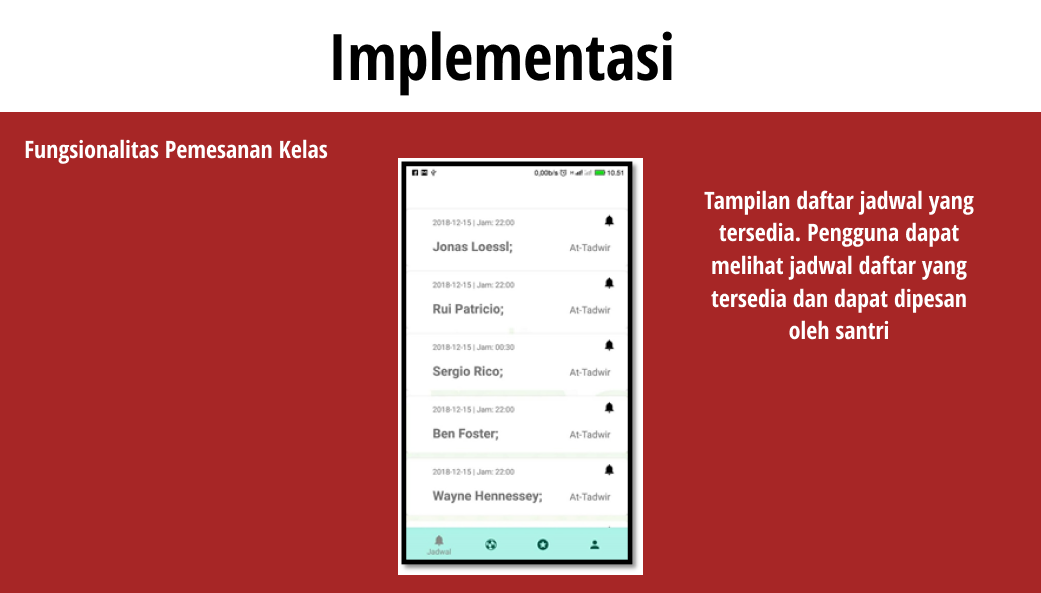 Implementasi
Fungsionalitas Pemesanan Kelas
0,00b/s H 10.51
2018-12-15 | Jam: 22:00
Jonas Loessl;
At-Tadwir
2018-12-15 | Jam: 22:00
Rui Patricio;
At-Tadwir
2018-12-15 | Jam: 00:30
Sergio Rico;
At-Tadwir
2018-12-15 | Jam: 22:00
Ben Foster;
At-Tadwir
2018-12-15 | Jam: 22:00
Wayne Hennessey;
At-Tadwir
Jadwal
Tampilan daftar jadwal yang
tersedia. Pengguna dapat
melihat jadwal daftar yang
tersedia dan dapat dipesan
oleh santri